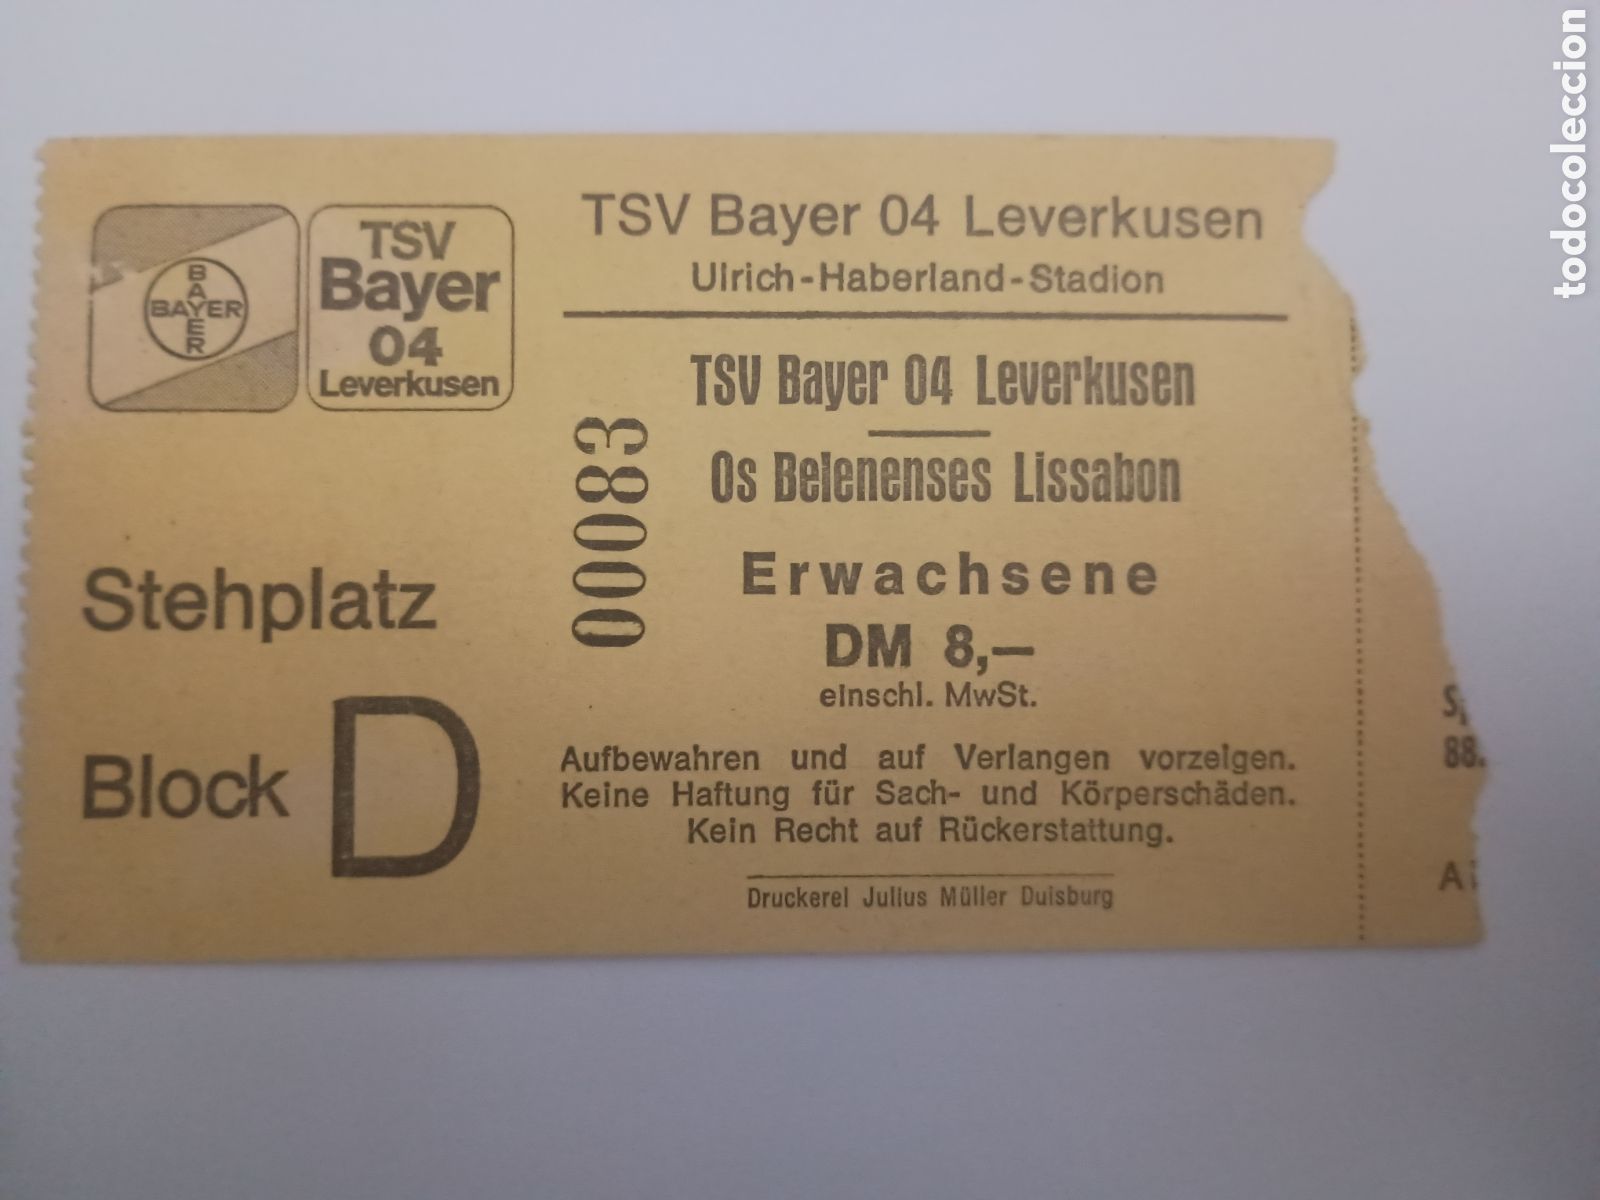 BAYER
BAYER
TSV
Bayer
04
Leverkusen
TSV Bayer 04 Leverkusen
Ulrich-Haberland-Stadion
TSV Bayer 04 Leverkusen
—
Os Belenenses Lissabon
00083
Stehplatz
Block D
Erwachsene
DM 8,—
einschl. MwSt.
Aufbewahren und auf Verlangen vorzeigen.
Keine Haftung für Sach- und Körperschäden.
Kein Recht auf Rückerstattung.
Druckerei Julius Müller Duisburg
88.
todocoleccion